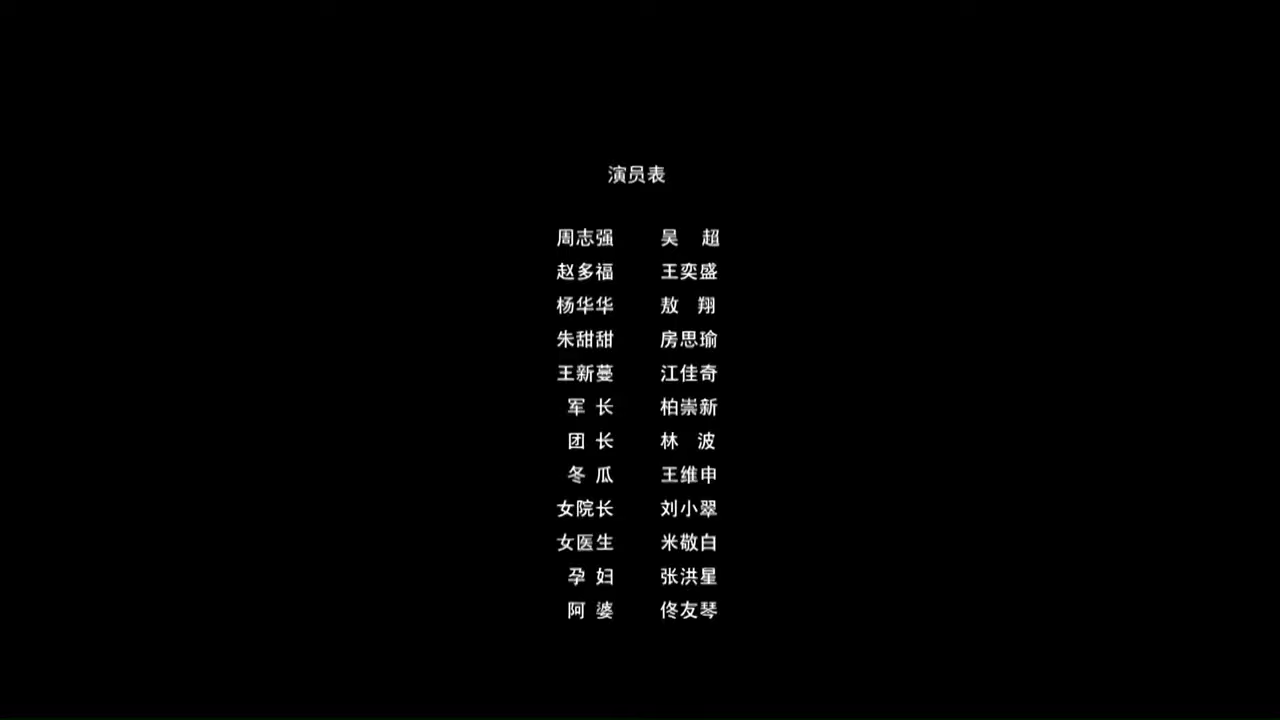 演员表
周志强 吴 超
赵多福 王奕盛
杨华华 敖 翔
朱甜甜 房思瑜
王新蔓 江佳奇
军 长 柏崇新
团 长 林 波
冬 瓜 王维申
女院长 刘小翠
女医生 米敬白
孕 妇 张洪星
阿 婆 佟友琴